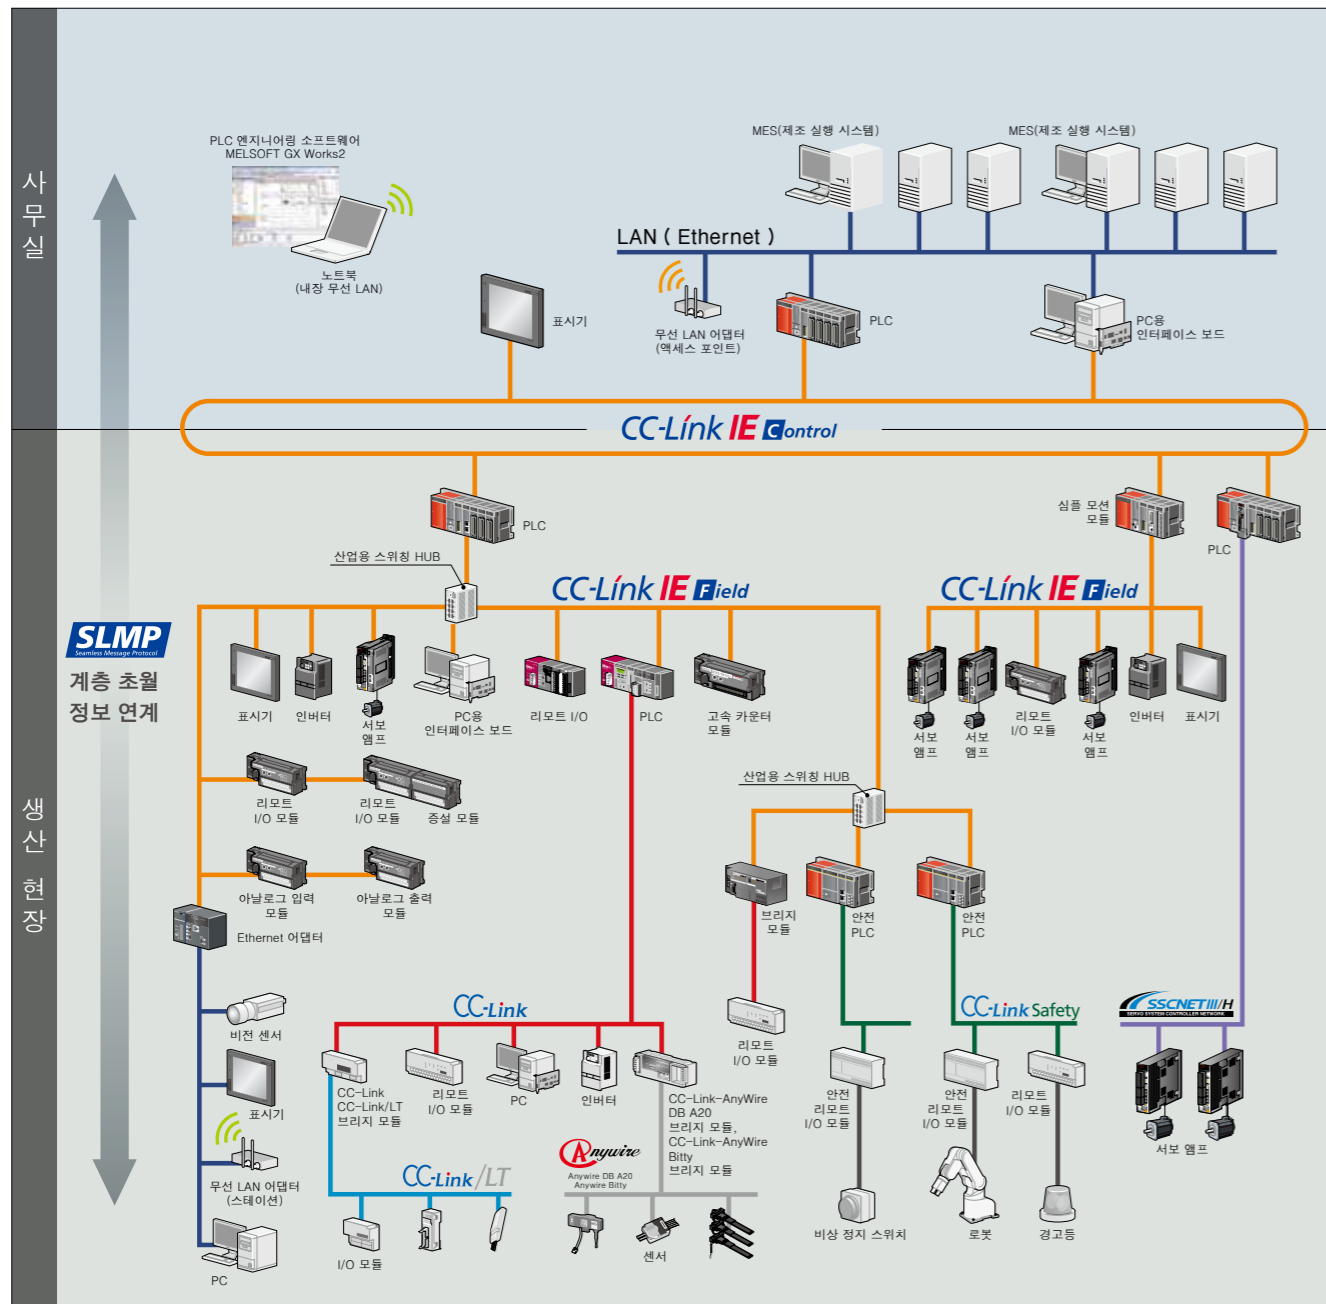 사무실
PLC 엔지니어링 소프트웨어
MELSOFT GX Works2
노트북
(내장 무선 LAN)
MES(제조 실행 시스템)
MES(제조 실행 시스템)
LAN ( Ethernet )
표시기
무선 LAN 어댑터
(액세스 포인트)
PLC
PC용
인터페이스 보드
CC-Link IE Control
PLC
심플 모션
모듈
PLC
산업용 스위칭 HUB
CC-Link IE Field
CC-Link IE Field
SLMP
Seamless Message Protocol
계층 초월
정보 연계
표시기
인버터
서보
앰프
PC용
인터페이스 보드
리모트 I/O
PLC
고속 카운터
모듈
서보
앰프
서보
앰프
리모트
I/O 모듈
서보
앰프
인버터
표시기
생산 현장
리모트
I/O 모듈
리모트
I/O 모듈
증설 모듈
산업용 스위칭 HUB
아날로그 입력
모듈
아날로그 출력
모듈
Ethernet 어댑터
브리지
모듈
안전
PLC
안전
PLC
CC-Link
CC-Link Safety
SSCNETIII/H
SERVO SYSTEM CONTROLLER NETWORK
비전 센서
리모트
I/O 모듈
표시기
CC-Link
CC-Link/LT
브리지 모듈
리모트
I/O 모듈
PC
인버터
CC-Link-AnyWire
DB A20
브리지 모듈,
CC-Link-AnyWire
Bitty
브리지 모듈
안전
리모트
I/O 모듈
안전
리모트
I/O 모듈
리모트
I/O 모듈
서보 앰프
무선 LAN 어댑터
(스테이션)
CC-Link/LT
Anywire
Anywire DB A20
Anywire Bitty
PC
I/O 모듈
센서
비상 정지 스위치
로봇
경고등